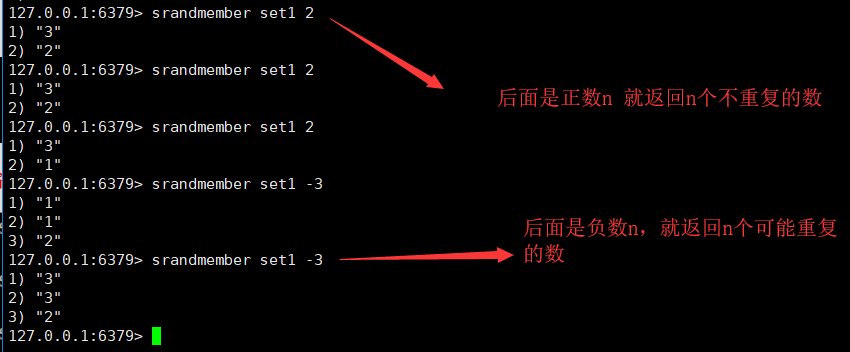 127.0.0.1:6379> srandmember set1 2
1) "3"
2) "2"
127.0.0.1:6379> srandmember set1 2
1) "3"
2) "2"
127.0.0.1:6379> srandmember set1 2
1) "3"
2) "1"
127.0.0.1:6379> srandmember set1 -3
1) "1"
2) "1"
3) "2"
127.0.0.1:6379> srandmember set1 -3
1) "3"
2) "3"
3) "2"
127.0.0.1:6379>
后面是正数n 就返回n个不重复的数
后面是负数n，就返回n个可能重复
的数